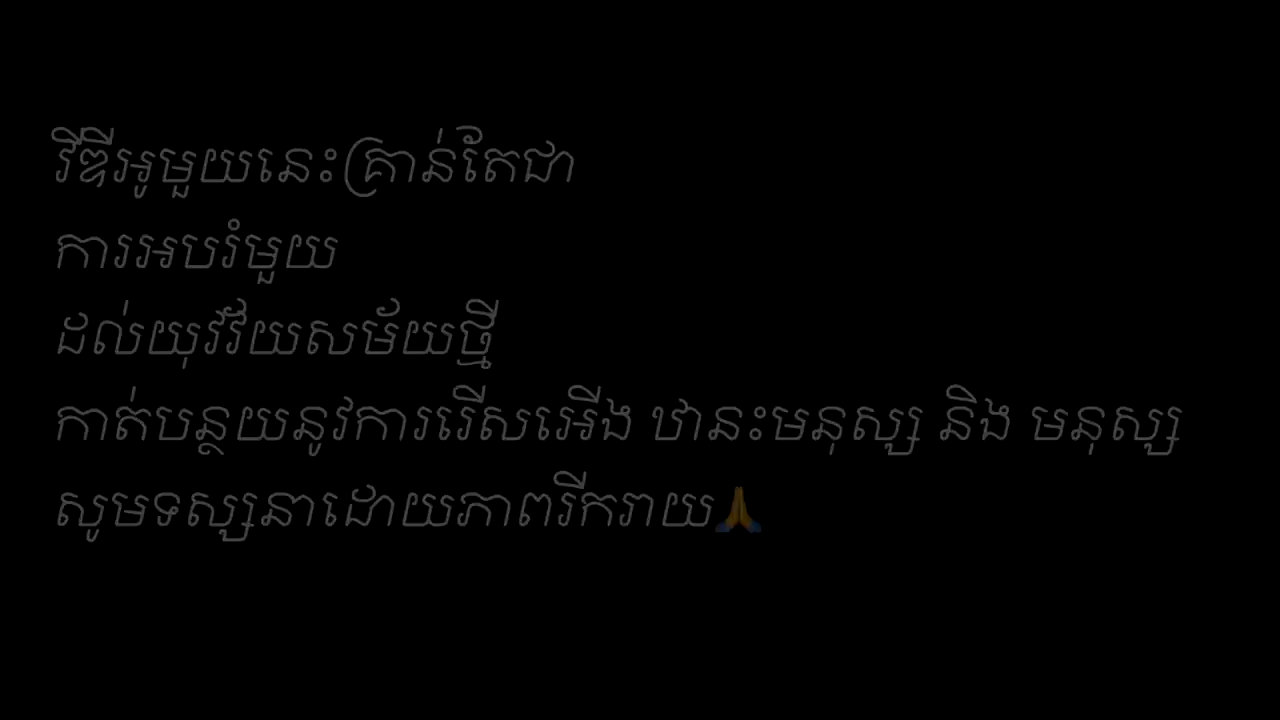 វិឌីអូមួយនេះគ្រាន់តែជា
ការអបរំមួយ
ដល់យុវវ័យសម័យថ្មី
កាត់បន្ថយនូវការរើសអើង ឋានះមនុស្ស និង មនុស្ស
សូមទស្សនាដោយភាពរីករាយ🙏